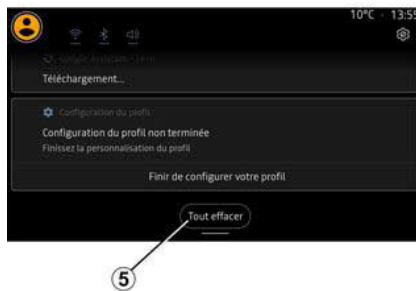 10°C · 13:55
Téléchargement...
Configuration du profil
Configuration du profil non terminée
Finissez la personnalisation du profil
Finir de configurer votre profil
Tout effacer
5